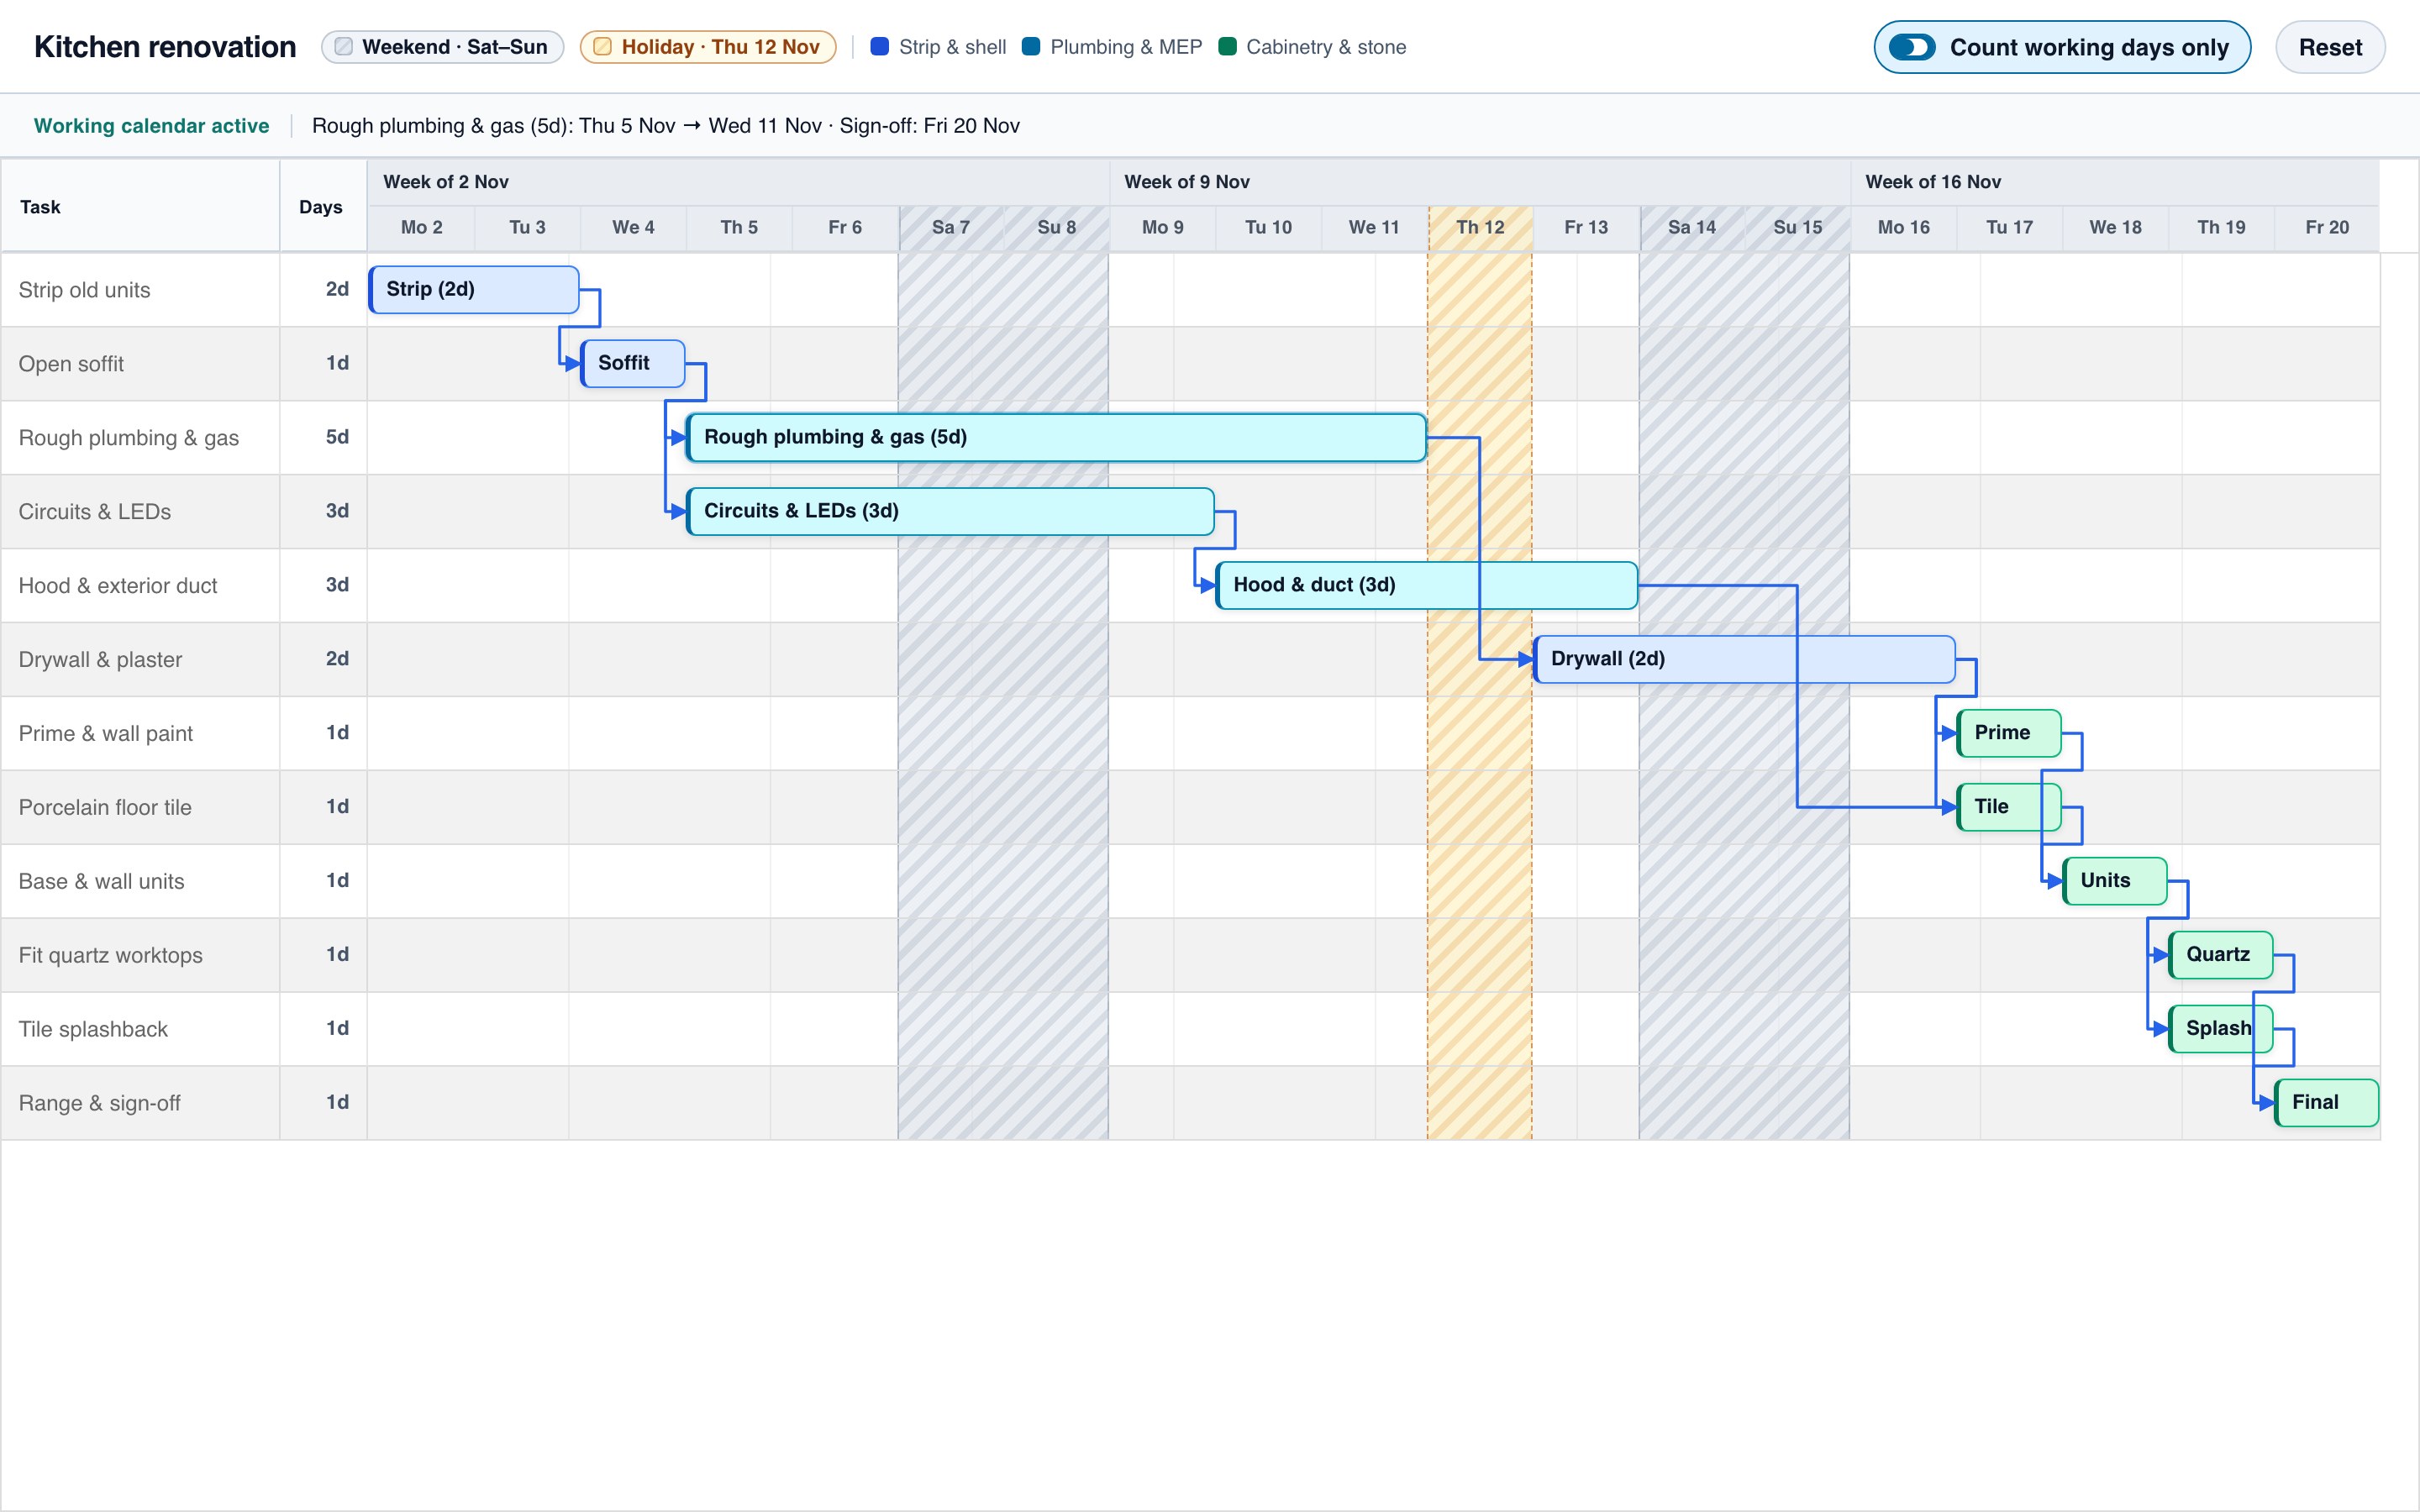 Kitchen renovation
Weekend · Sat–Sun
Holiday · Thu 12 Nov
Strip & shell
Plumbing & MEP
Cabinetry & stone
Count working days only
Reset
Working calendar active
Rough plumbing & gas (5d): Thu 5 Nov → Wed 11 Nov · Sign-off: Fri 20 Nov
Task
Days
Week of 2 Nov
Week of 9 Nov
Week of 16 Nov
Mo 2
Tu 3
We 4
Th 5
Fr 6
Sa 7
Su 8
Mo 9
Tu 10
We 11
Th 12
Fr 13
Sa 14
Su 15
Mo 16
Tu 17
We 18
Th 19
Fr 20
Strip old units
2d
Strip (2d)
Open soffit
1d
Soffit
Rough plumbing & gas
5d
Rough plumbing & gas (5d)
Circuits & LEDs
3d
Circuits & LEDs (3d)
Hood & exterior duct
3d
Hood & duct (3d)
Drywall & plaster
2d
Drywall (2d)
Prime & wall paint
1d
Prime
Porcelain floor tile
1d
Tile
Base & wall units
1d
Units
Fit quartz worktops
1d
Quartz
Tile splashback
1d
Splash
Range & sign-off
1d
Final